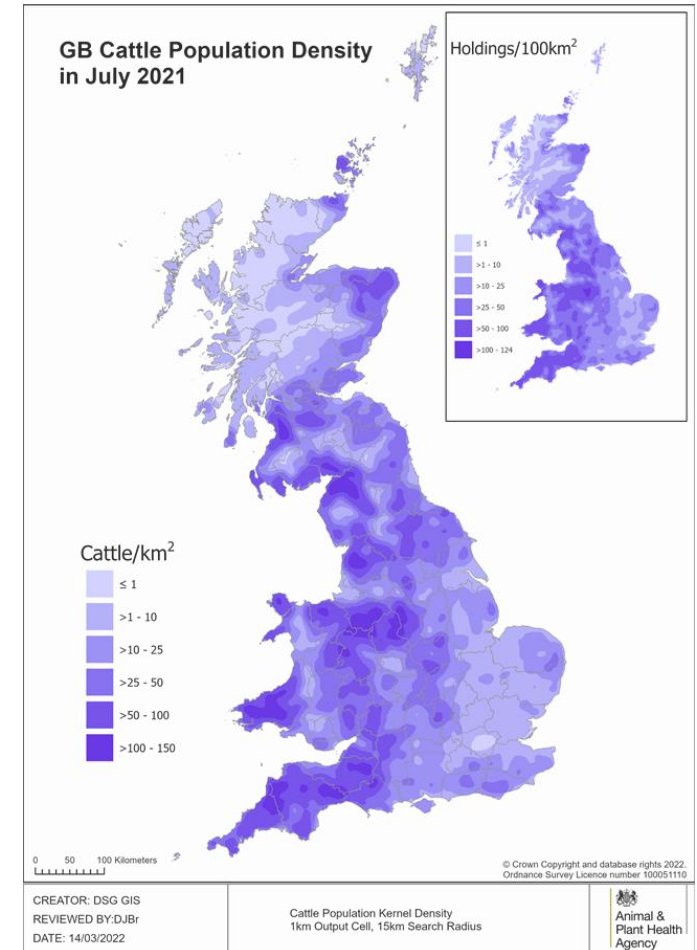 GB Cattle Population Density
in July 2021
Holdings/100km²
≤ 1
>1 - 10
>10 - 25
>25 - 50
>50 - 100
>100 - 124
Cattle/km²
≤ 1
>1 - 10
>10 - 25
>25 - 50
>50 - 100
>100 - 150
0 50 100 Kilometers
© Crown Copyright and database rights 2022.
Ordnance Survey Licence number 100051110
CREATOR: DSG GIS
REVIEWED BY:DJBr
DATE: 14/03/2022
Cattle Population Kernel Density
1km Output Cell, 15km Search Radius
Animal &
Plant Health
Agency